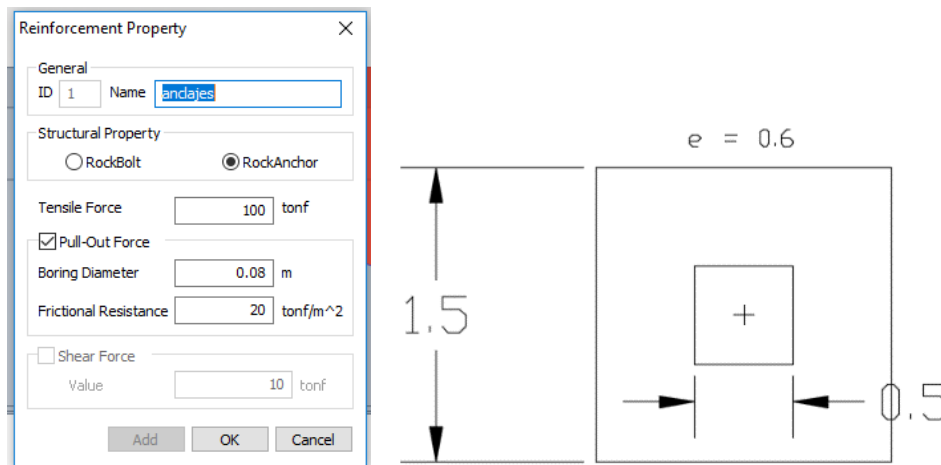 Reinforcement Property
General
ID 1 Name anclajes
Structural Property
RockBolt RockAnchor
Tensile Force 100 tonf
Pull-Out Force
Boring Diameter 0.08 m
Frictional Resistance 20 tonf/m^2
Shear Force
Value 10 tonf
Add OK Cancel
e = 0.6
1.5
0.5